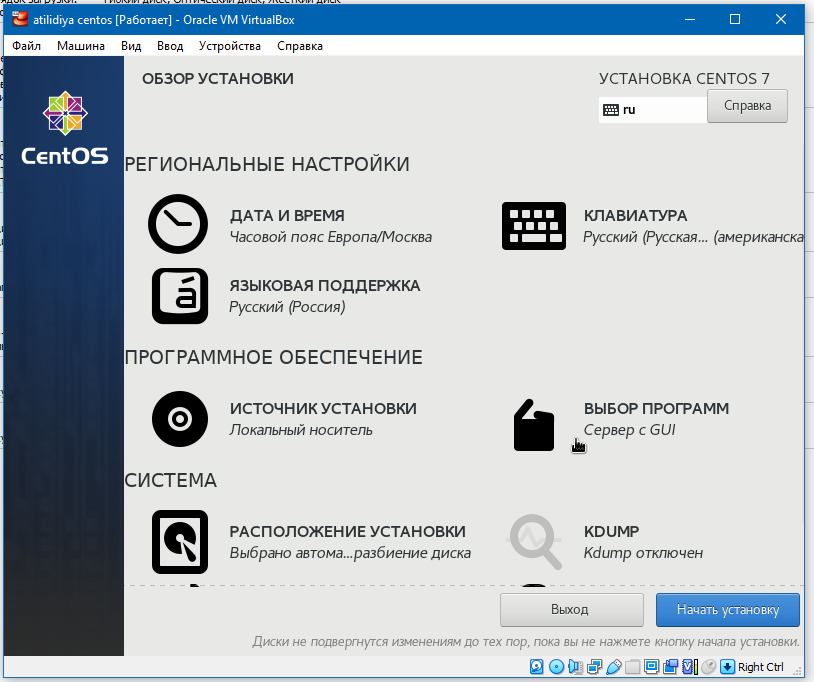 atilidiya centos [Работает] - Oracle VM VirtualBox
Файл Машина Вид Ввод Устройства Справка
ОБЗОР УСТАНОВКИ
УСТАНОВКА CENTOS 7
ru
Справка
CentOS
РЕГИОНАЛЬНЫЕ НАСТРОЙКИ
ДАТА И ВРЕМЯ
Часовой пояс Европа/Москва
КЛАВИАТУРА
Русский (Русская... (американска
ЯЗЫКОВАЯ ПОДДЕРЖКА
Русский (Россия)
ПРОГРАММНОЕ ОБЕСПЕЧЕНИЕ
ИСТОЧНИК УСТАНОВКИ
Локальный носитель
ВЫБОР ПРОГРАММ
Сервер с GUI
СИСТЕМА
РАСПОЛОЖЕНИЕ УСТАНОВКИ
Выбрано автома...разбиение диска
KDUMP
Kdump отключен
Выход
Начать установку
Диски не подвергнутся изменениям до тех пор, пока вы не нажмете кнопку начала установки.
Right Ctrl